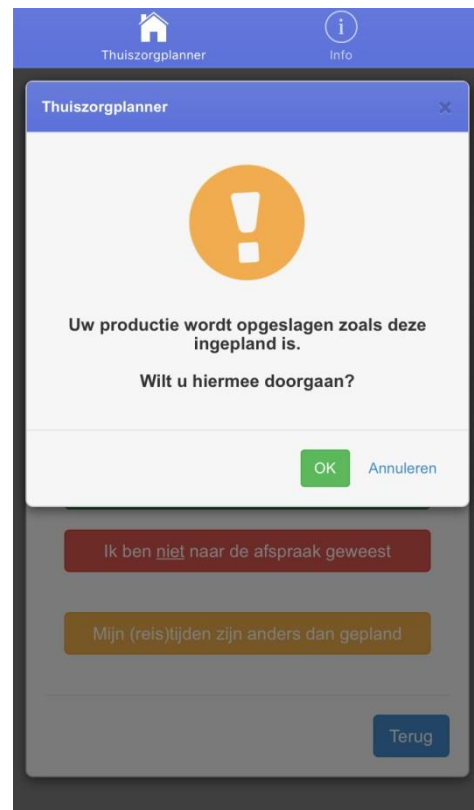 Thuiszorgplanner
Info
Thuiszorgplanner
Uw productie wordt opgeslagen zoals deze
ingepland is.
Wilt u hiermee doorgaan?
OK
Annuleren
Ik ben niet naar de afspraak geweest
Mijn (reis)tijden zijn anders dan gepland
Terug